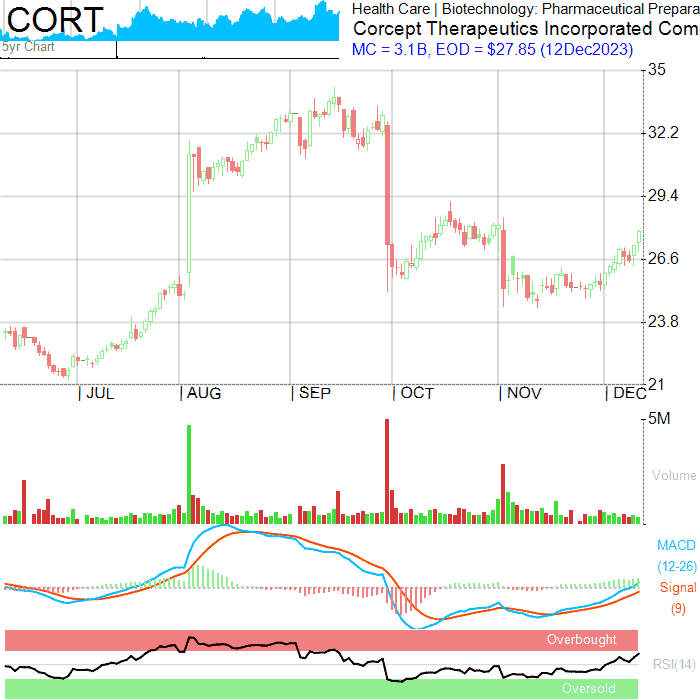 CORT
5yr Chart
Health Care | Biotechnology: Pharmaceutical Prepara
Corcept Therapeutics Incorporated Com
MC = 3.1B, EOD = $27.85 (12Dec2023)
35
32.2
29.4
26.6
23.8
21
JUL AUG SEP OCT NOV DEC
5M
Volume
MACD
(12-26)
Signal
(9)
Overbought
RSI(14)
Oversold